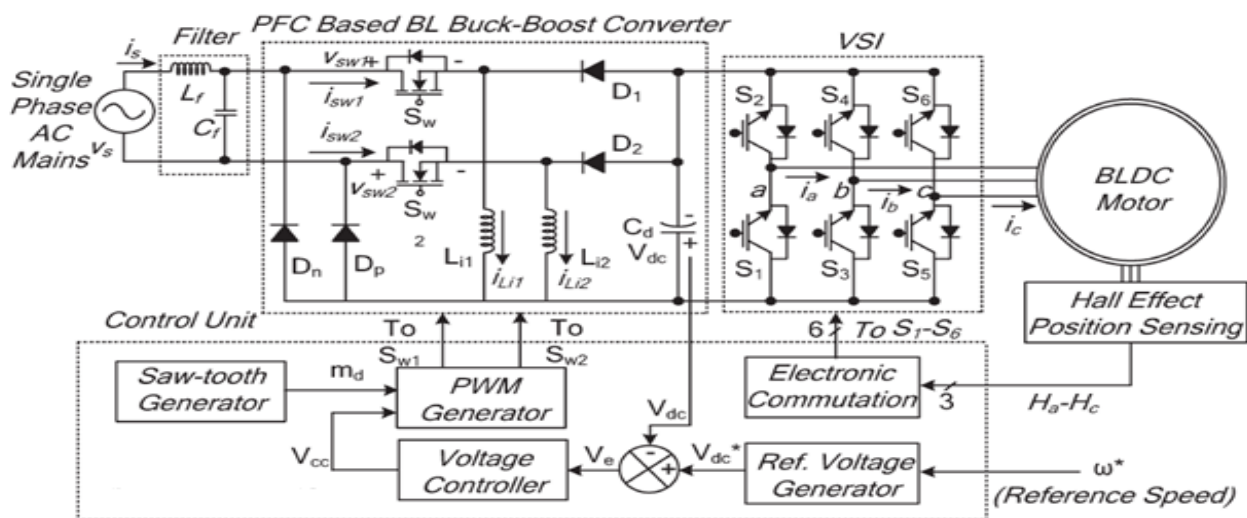 PFC Based BL Buck-Boost Converter
Filter
VSI
i_s
Single
Phase
AC
Mains
v_s
L_f
C_f
v_sw1
+
-
i_sw1
S_w
i_sw2
+
-
v_sw2
S_w
2
D_1
D_2
D_n
D_p
L_i1
i_Li1
L_i2
i_Li2
C_d
V_dc
-
+
S_2
S_4
S_6
a
i_a
b
i_b
c
i_c
S_1
S_3
S_5
BLDC
Motor
Hall Effect
Position Sensing
Control Unit
To
S_w1
To
S_w2
6
To S_1-S_6
Saw-tooth
Generator
m_d
PWM
Generator
Electronic
Commutation
3
H_a-H_c
V_cc
Voltage
Controller
V_e
V_dc
-
+
V_dc*
Ref. Voltage
Generator
ω*
(Reference Speed)